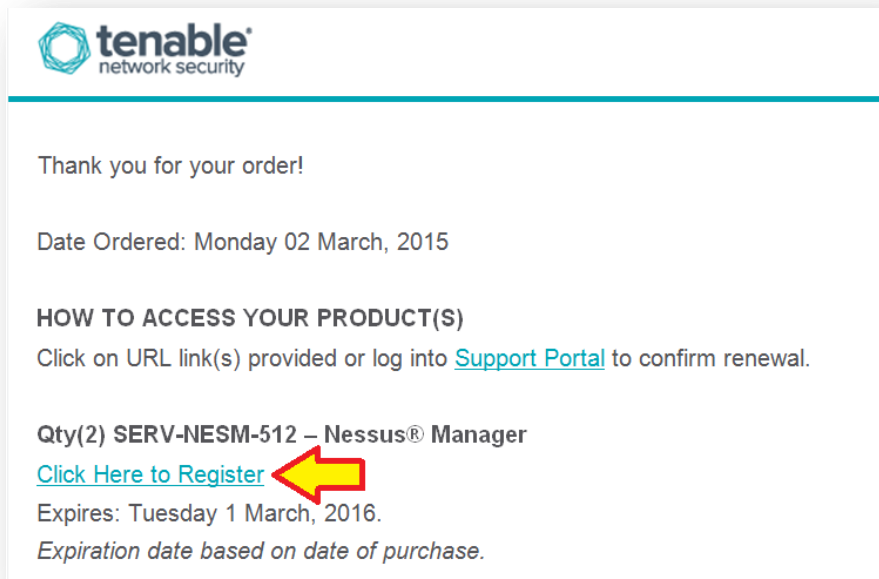 tenable
network security
Thank you for your order!
Date Ordered: Monday 02 March, 2015
HOW TO ACCESS YOUR PRODUCT(S)
Click on URL link(s) provided or log into Support Portal to confirm renewal.
Qty(2) SERV-NESM-512 – Nessus® Manager
Click Here to Register
Expires: Tuesday 1 March, 2016.
Expiration date based on date of purchase.